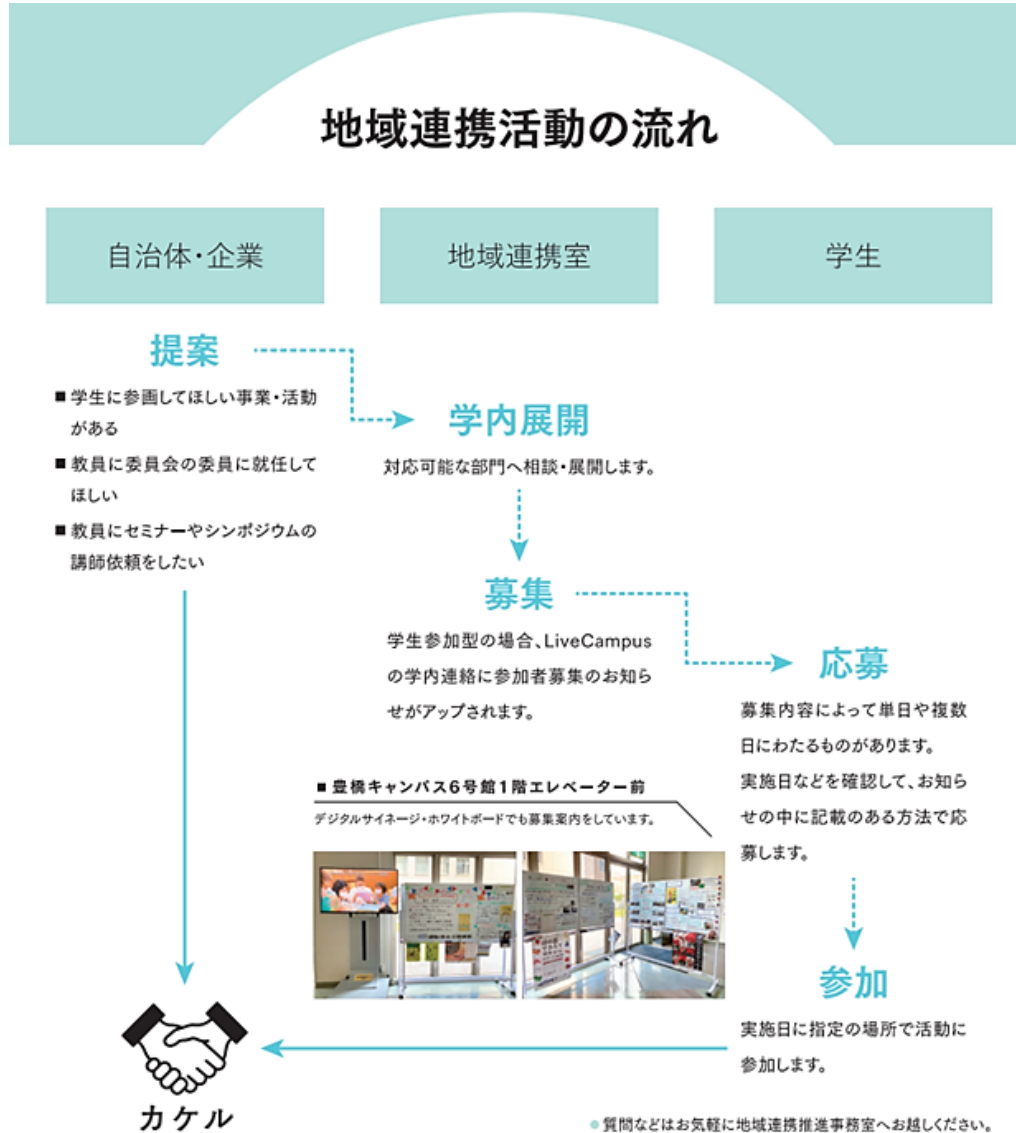 地域連携活動の流れ
自治体・企業
地域連携室
学生
提案
■ 学生に参画してほしい事業・活動
がある
■ 教員に委員会の委員に就任して
ほしい
■ 教員にセミナーやシンポジウムの
講師依頼をしたい
学内展開
対応可能な部門へ相談・展開します。
募集
学生参加型の場合、LiveCampus
の学内連絡に参加者募集のお知ら
せがアップされます。
■ 豊橋キャンパス6号館1階エレベーター前
デジタルサイネージ・ホワイトボードでも募集案内をしています。
応募
募集内容によって単日や複数
日にわたるものがあります。
実施日などを確認して、お知ら
せの中に記載のある方法で応
募します。
参加
実施日に指定の場所で活動に
参加します。
カケル
● 質問などはお気軽に地域連携推進事務室へお越しください。